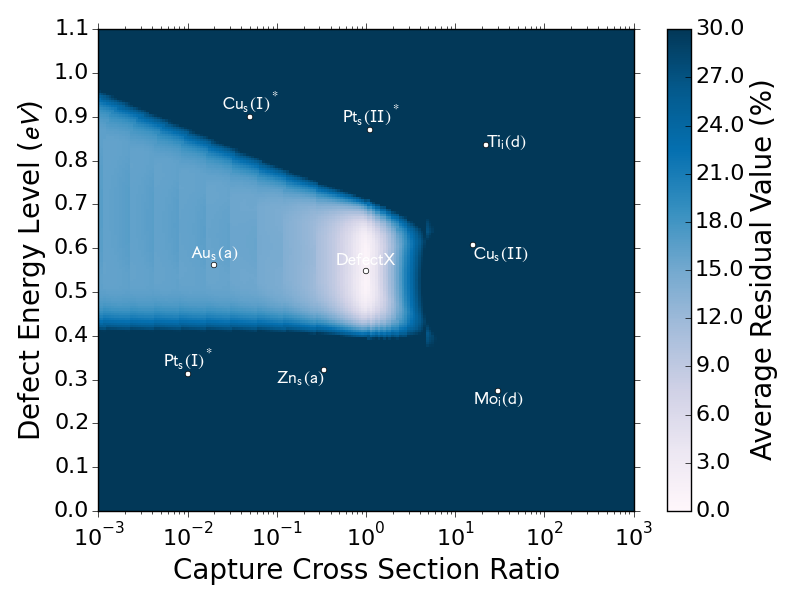 1.1
1.0
0.9
0.8
0.7
0.6
0.5
0.4
0.3
0.2
0.1
0.0
Defect Energy Level (eV)
Cuₛ(I)*
Ptₛ(II)*
Tiᵢ(d)
Auₛ(a)
DefectX
Cuₛ(II)
Ptₛ(I)*
Znₛ(a)
Moᵢ(d)
10⁻³ 10⁻² 10⁻¹ 10⁰ 10¹ 10² 10³
Capture Cross Section Ratio
30.0
27.0
24.0
21.0
18.0
15.0
12.0
9.0
6.0
3.0
0.0
Average Residual Value (%)